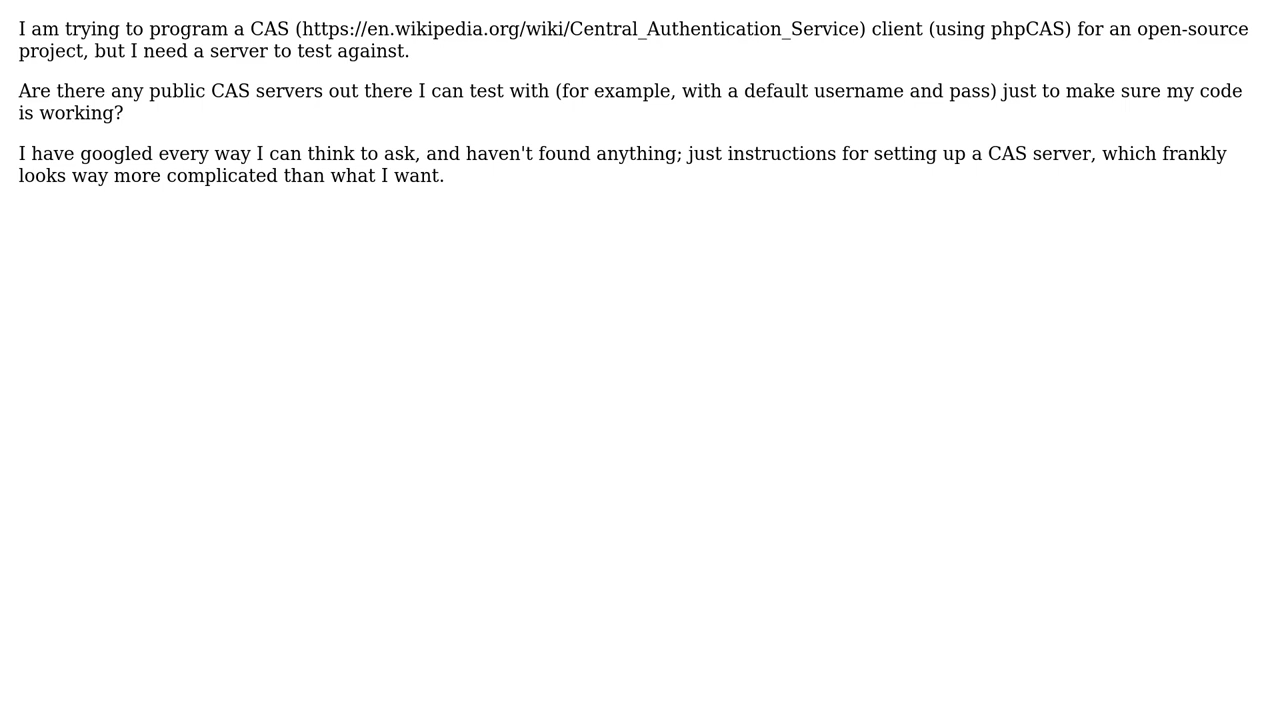 I am trying to program a CAS (https://en.wikipedia.org/wiki/Central_Authentication_Service) client (using phpCAS) for an open-source
project, but I need a server to test against.
Are there any public CAS servers out there I can test with (for example, with a default username and pass) just to make sure my code
is working?
I have googled every way I can think to ask, and haven't found anything; just instructions for setting up a CAS server, which frankly
looks way more complicated than what I want.